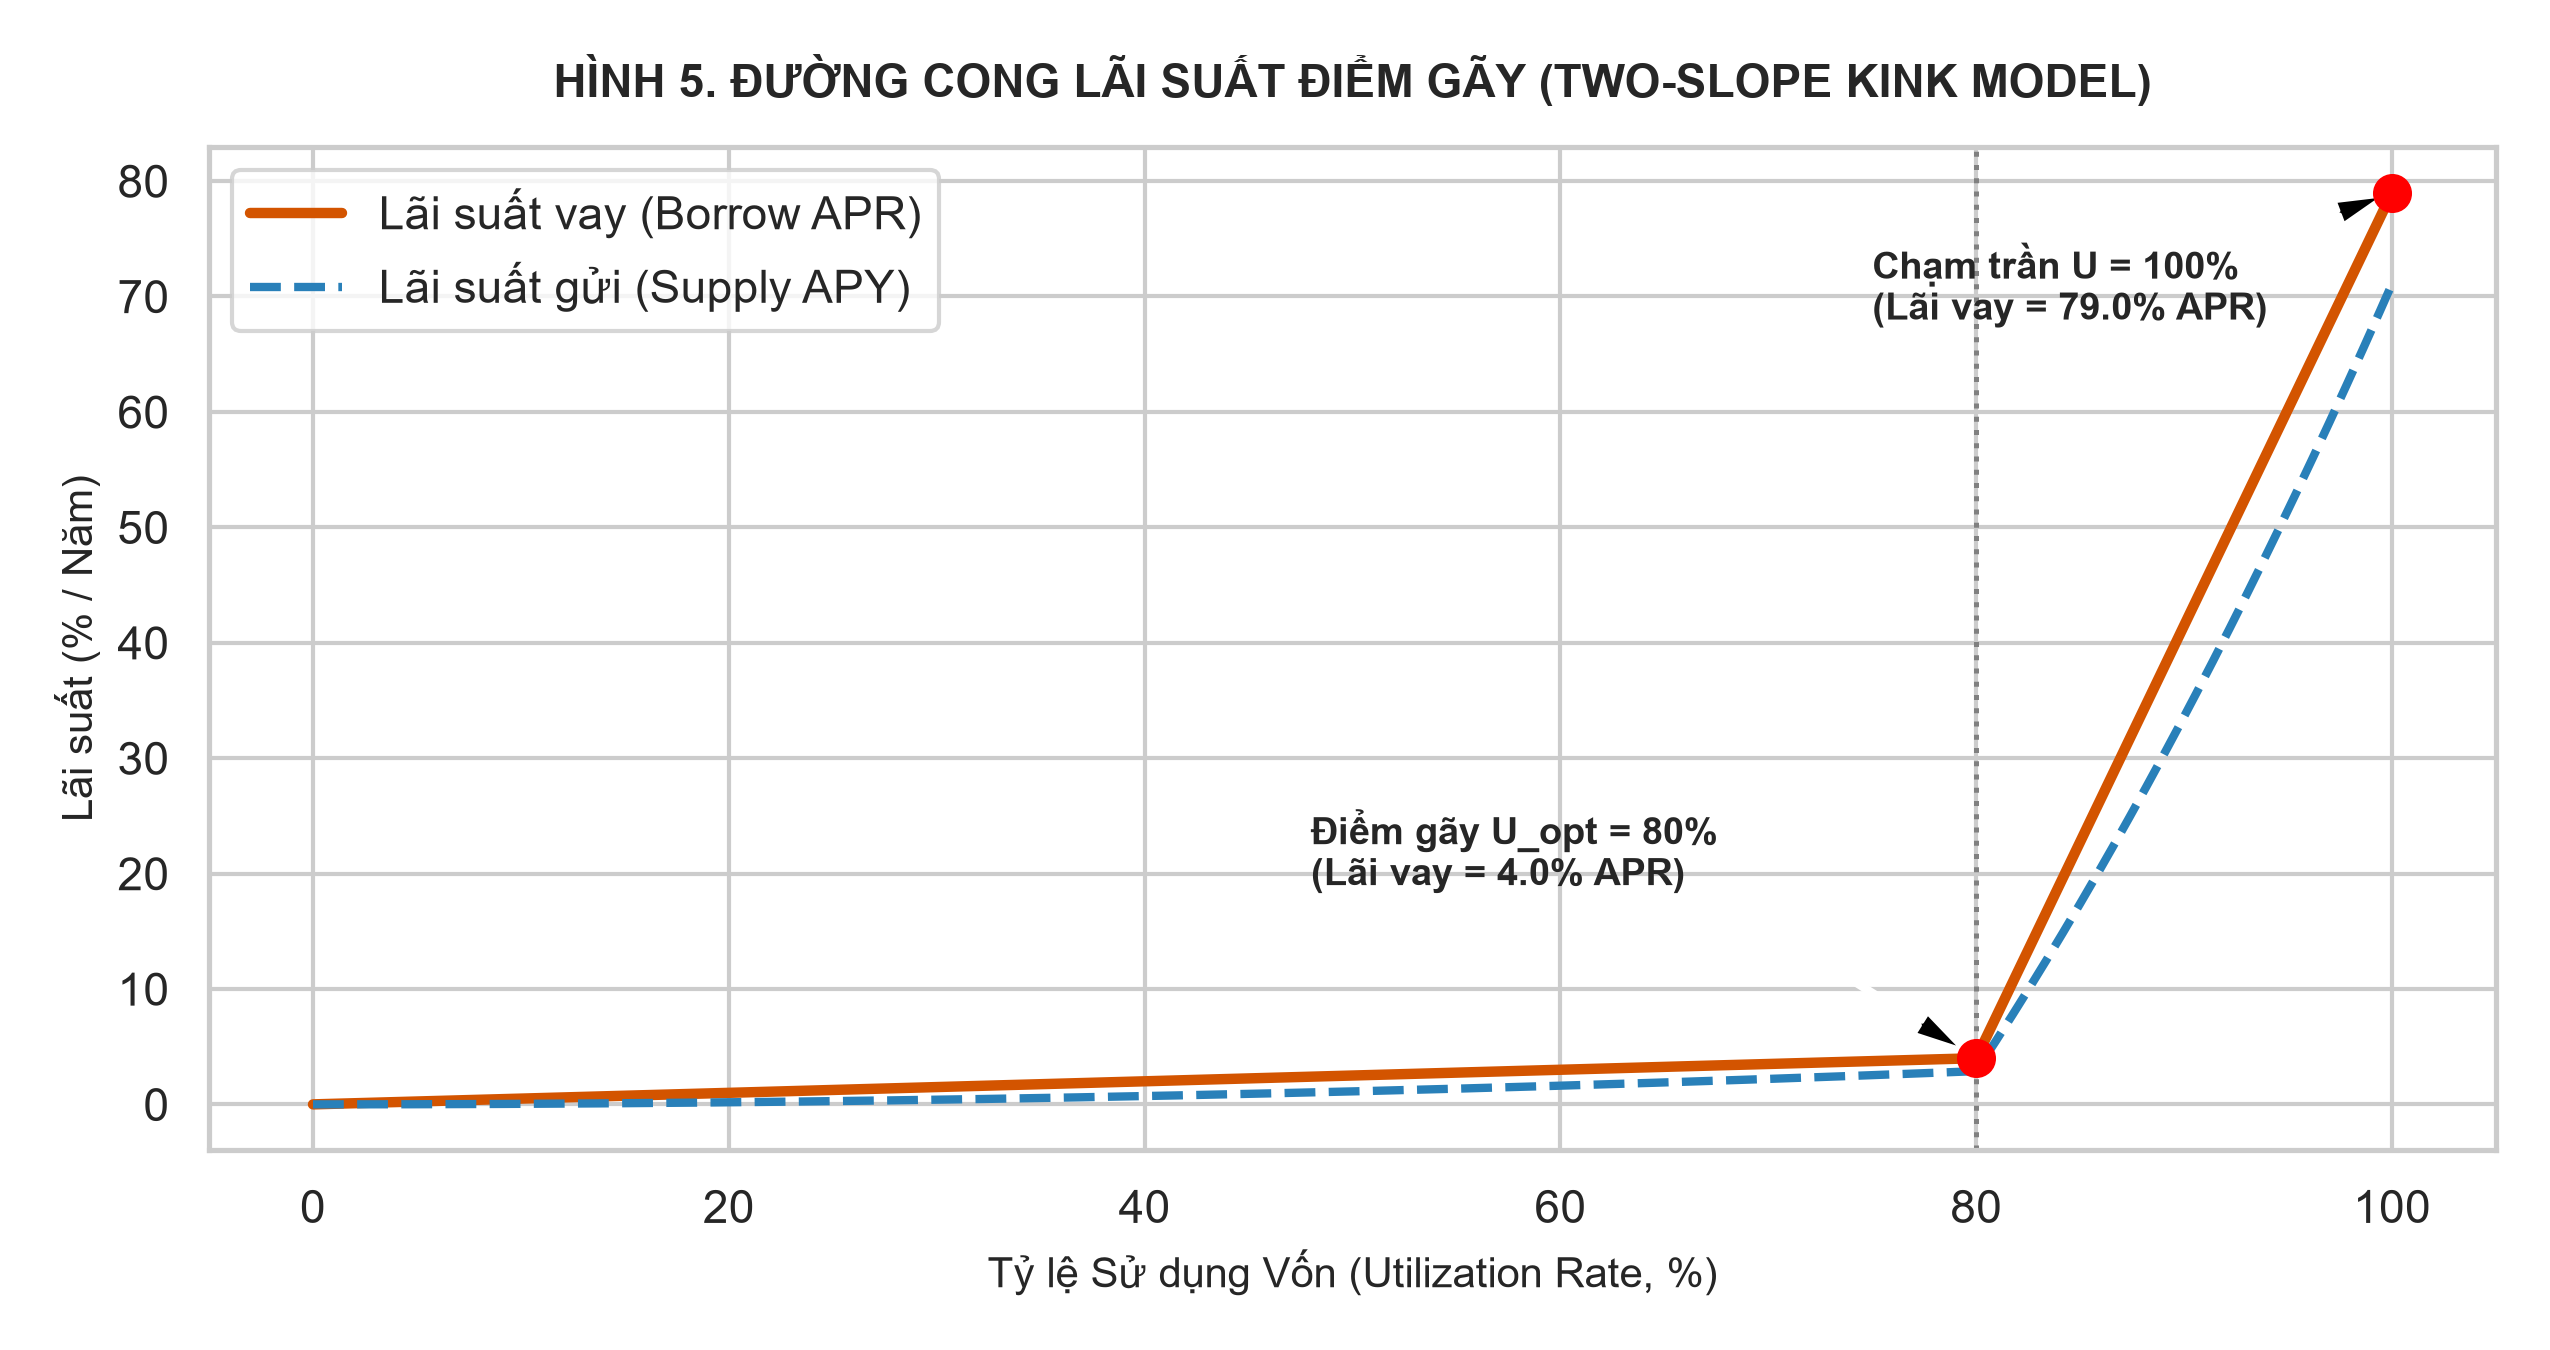 HÌNH 5. ĐƯỜNG CONG LÃI SUẤT ĐIỂM GÃY (TWO-SLOPE KINK MODEL)
Lãi suất vay (Borrow APR)
Lãi suất gửi (Supply APY)
Chạm trần U = 100%
(Lãi vay = 79.0% APR)
Điểm gãy U_opt = 80%
(Lãi vay = 4.0% APR)
Lãi suất (% / Năm)
80
70
60
50
40
30
20
10
0
0 20 40 60 80 100
Tỷ lệ Sử dụng Vốn (Utilization Rate, %)